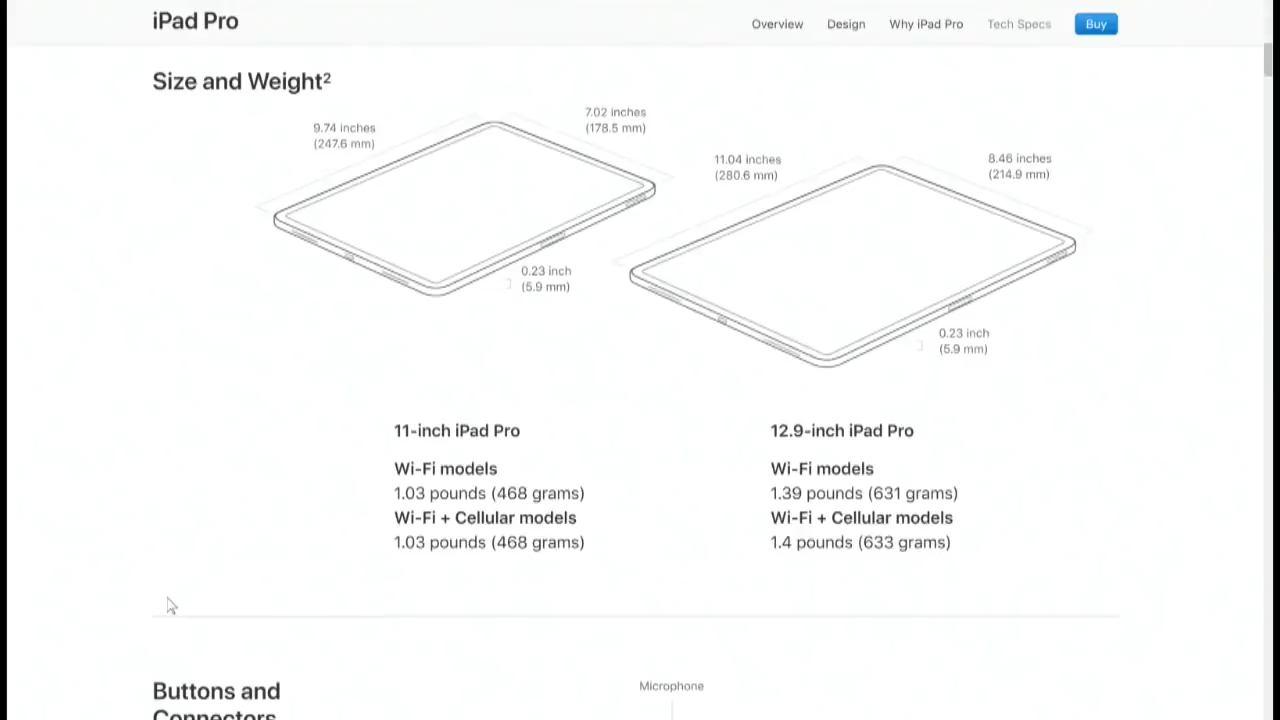 iPad Pro
Overview
Design
Why iPad Pro
Tech Specs
Buy
Size and Weight²
9.74 inches
(247.6 mm)
7.02 inches
(178.5 mm)
0.23 inch
(5.9 mm)
11.04 inches
(280.6 mm)
8.46 inches
(214.9 mm)
0.23 inch
(5.9 mm)
11-inch iPad Pro
Wi-Fi models
1.03 pounds (468 grams)
Wi-Fi + Cellular models
1.03 pounds (468 grams)
12.9-inch iPad Pro
Wi-Fi models
1.39 pounds (631 grams)
Wi-Fi + Cellular models
1.4 pounds (633 grams)
Buttons and
Connectors
Microphone